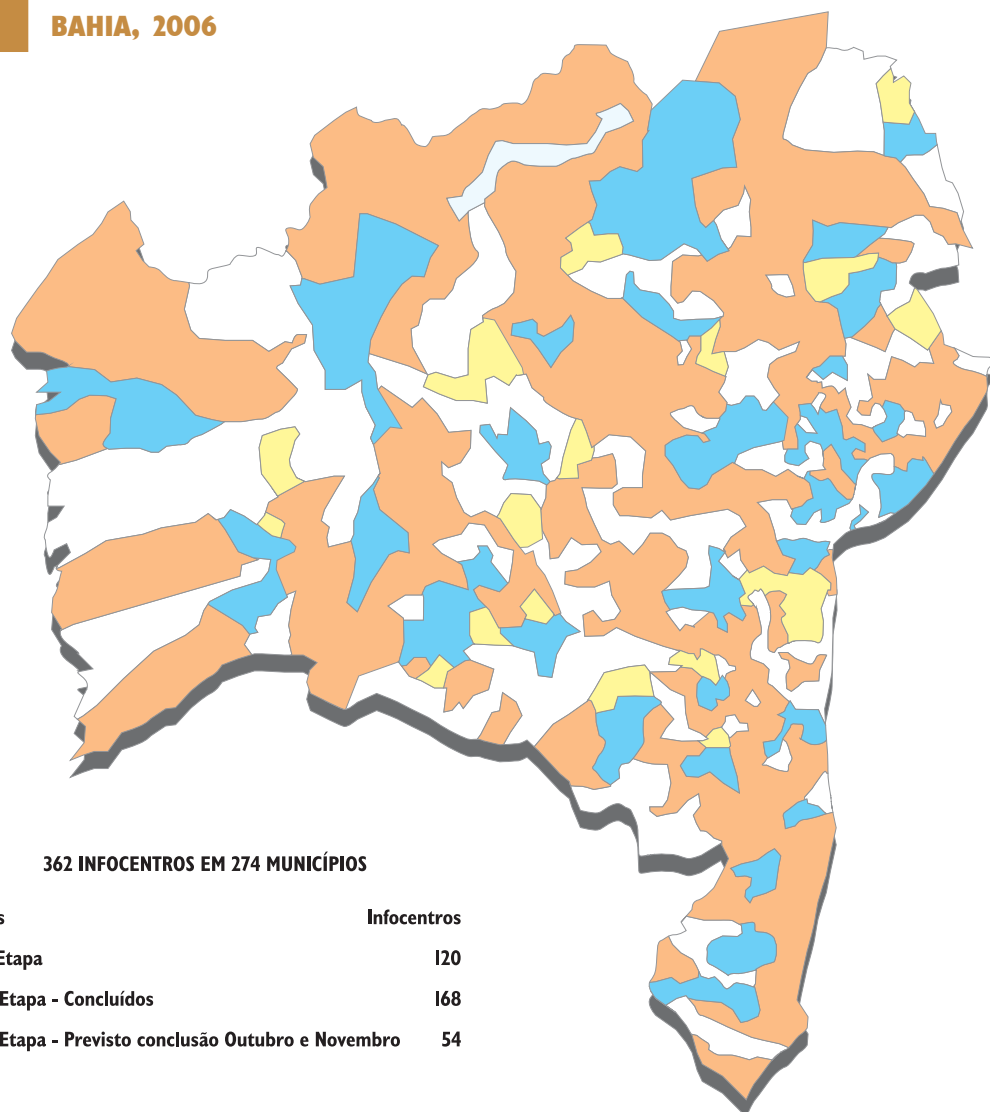 BAHIA, 2006
362 INFOCENTROS EM 274 MUNICÍPIOS
s Infocentros
Etapa 120
Etapa - Concluídos 168
Etapa - Previsto conclusão Outubro e Novembro 54